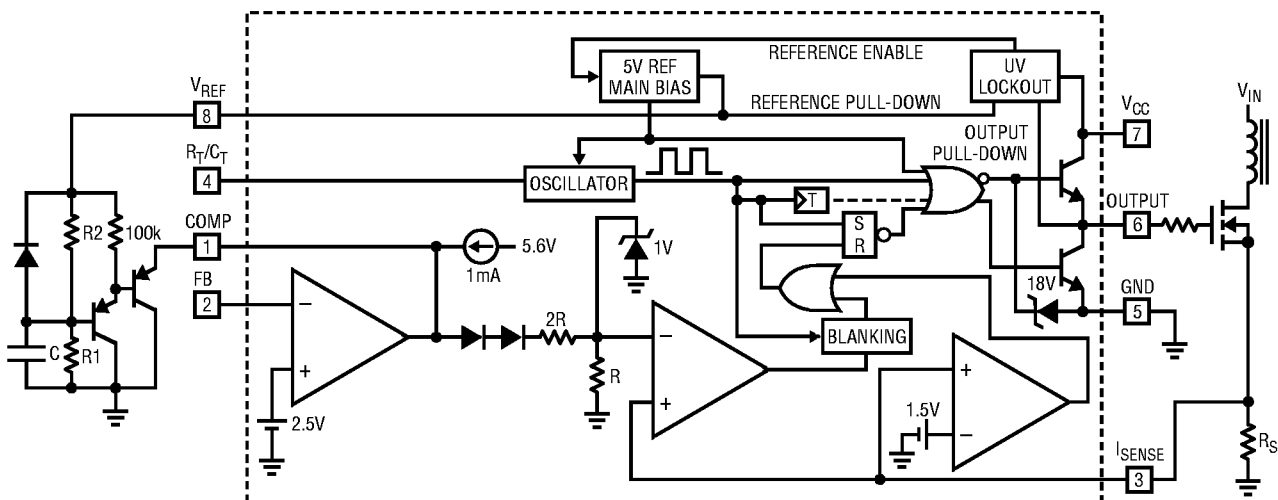 REFERENCE ENABLE
5V REF
MAIN BIAS
UV
LOCKOUT
VREF
8
REFERENCE PULL-DOWN
VCC
7
VIN
RT/CT
4
OSCILLATOR
OUTPUT
PULL-DOWN
T
OUTPUT
6
R2
100k
COMP
1
5.6V
1mA
1V
S
R
FB
2
–
+
2.5V
2R
R
–
+
BLANKING
18V
GND
5
C
R1
+
–
1.5V
ISENSE
3
RS